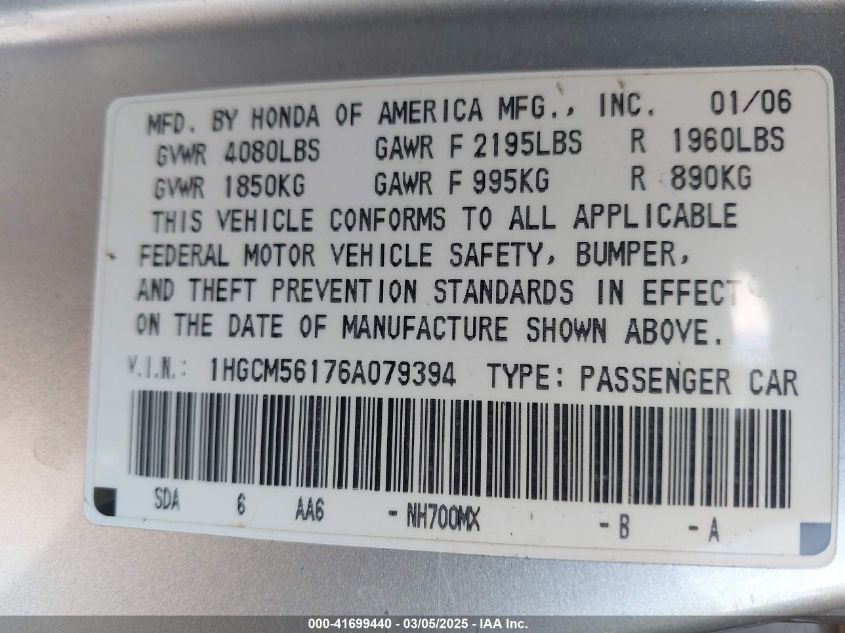 MFD. BY HONDA OF AMERICA MFG., INC. 01/06
GVWR 4080LBS GAWR F 2195LBS R 1960LBS
GVWR 1850KG GAWR F 995KG R 890KG
THIS VEHICLE CONFORMS TO ALL APPLICABLE
FEDERAL MOTOR VEHICLE SAFETY, BUMPER,
AND THEFT PREVENTION STANDARDS IN EFFECT
ON THE DATE OF MANUFACTURE SHOWN ABOVE.
V.I.N.: 1HGCM56176A079394 TYPE: PASSENGER CAR
SDA 6 AA6 - NH700MX - B - A
000-41699440 - 03/05/2025 - IAA Inc.